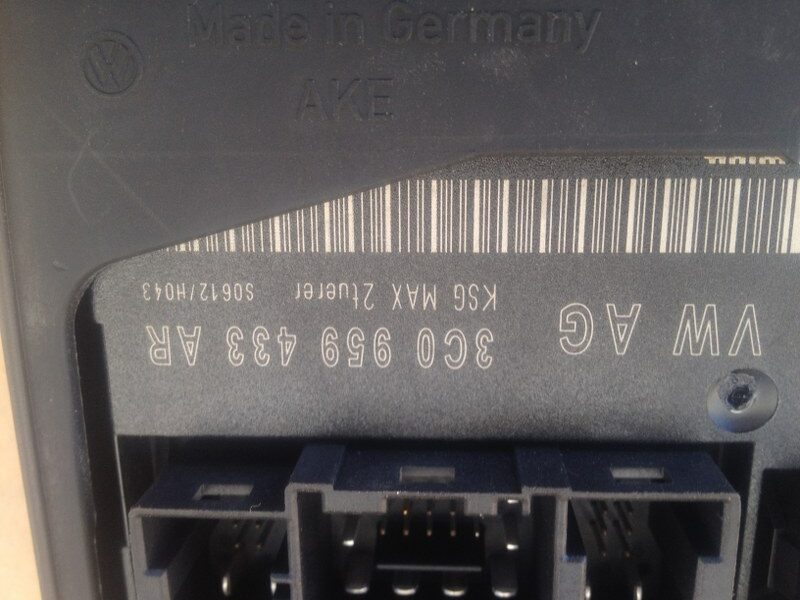 Made in Germany
AKE
VW AG 3C0 959 433 AR
KSG MAX 2tuerer S0612/H043